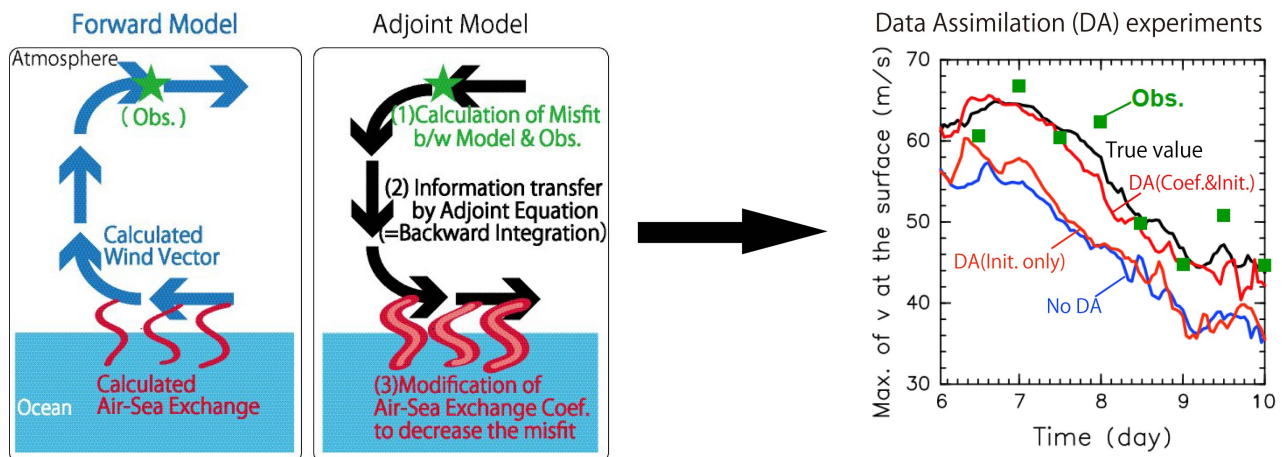 Forward Model
Atmosphere
( Obs. )
Calculated
Wind Vector
Calculated
Air-Sea Exchange
Ocean
Adjoint Model
(1)Calculation of Misfit
b/w Model & Obs.
(2) Information transfer
by Adjoint Equation
(=Backward Integration)
(3)Modification of
Air-Sea Exchange Coef.
to decrease the misfit
Data Assimilation (DA) experiments
Max. of v at the surface (m/s)
70
60
50
40
30
Obs.
True value
DA(Coef.&Init.)
DA(Init. only)
No DA
6 7 8 9 10
Time (day)